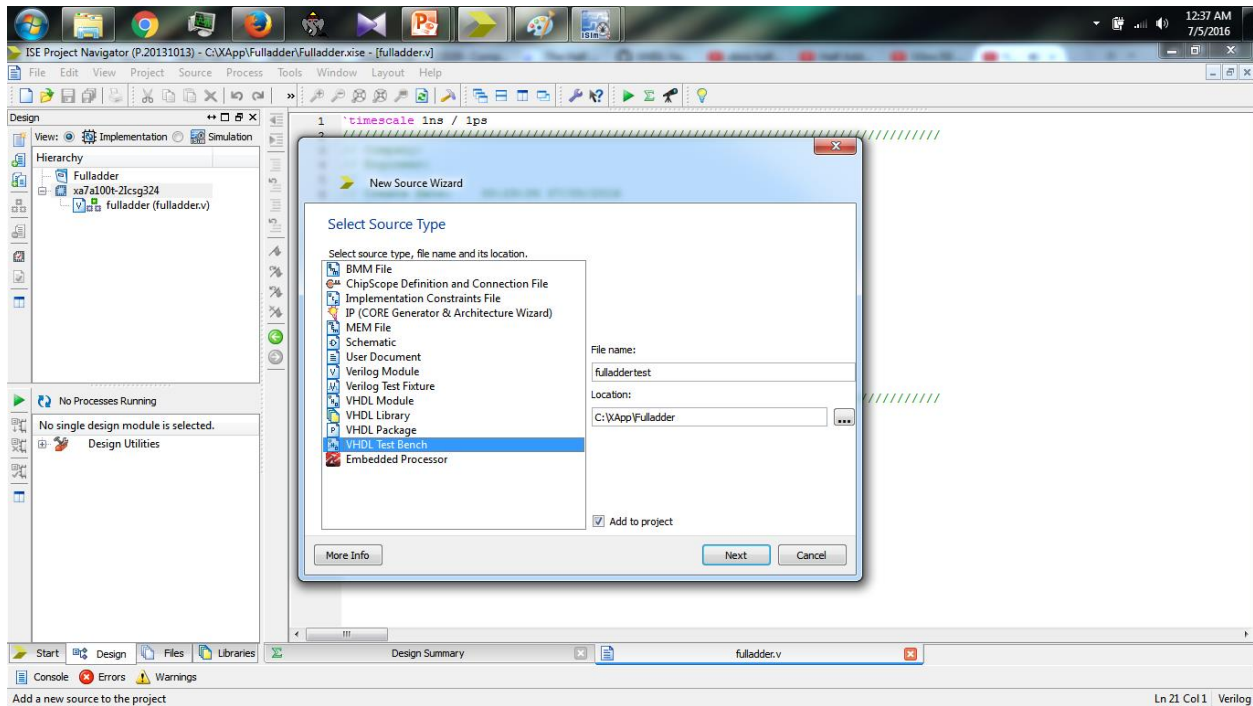 12:37 AM
7/5/2016
ISim
ISE Project Navigator (P.20131013) - C:\XApp\Fulladder\Fulladder.xise - [fulladder.v]
File Edit View Project Source Process Tools Window Layout Help
Design
View: Implementation Simulation
Hierarchy
Fulladder
xa7a100t-2Icsg324
fulladder (fulladder.v)
No Processes Running
No single design module is selected.
Design Utilities
1 `timescale 1ns / 1ps
2 ////////////////////////////////////////////////////////////////////////////////
New Source Wizard
Select Source Type
Select source type, file name and its location.
BMM File
ChipScope Definition and Connection File
Implementation Constraints File
IP (CORE Generator & Architecture Wizard)
MEM File
Schematic
User Document
Verilog Module
Verilog Test Fixture
VHDL Module
VHDL Library
VHDL Package
VHDL Test Bench
Embedded Processor
File name:
fulladdertest
Location:
C:\XApp\Fulladder
...
Add to project
More Info
Next
Cancel
Start Design Files Libraries
Design Summary
fulladder.v
Console Errors Warnings
Add a new source to the project
Ln 21 Col 1 Verilog